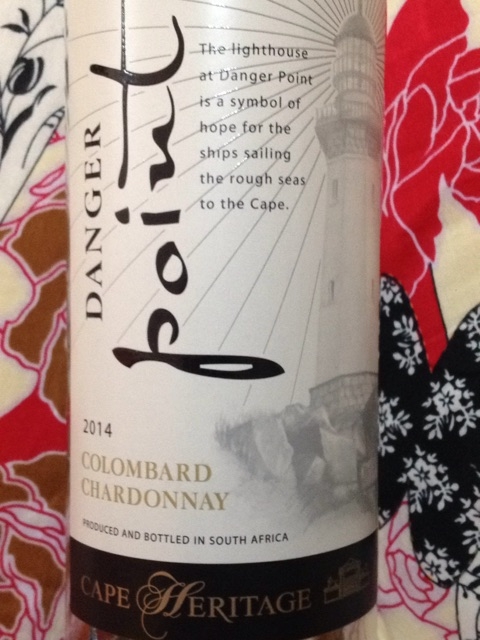 DANGER
point
The lighthouse
at Danger Point
is a symbol of
hope for the
ships sailing
the rough seas
to the Cape.
2014
COLOMBARD
CHARDONNAY
PRODUCED AND BOTTLED IN SOUTH AFRICA
CAPE HERITAGE